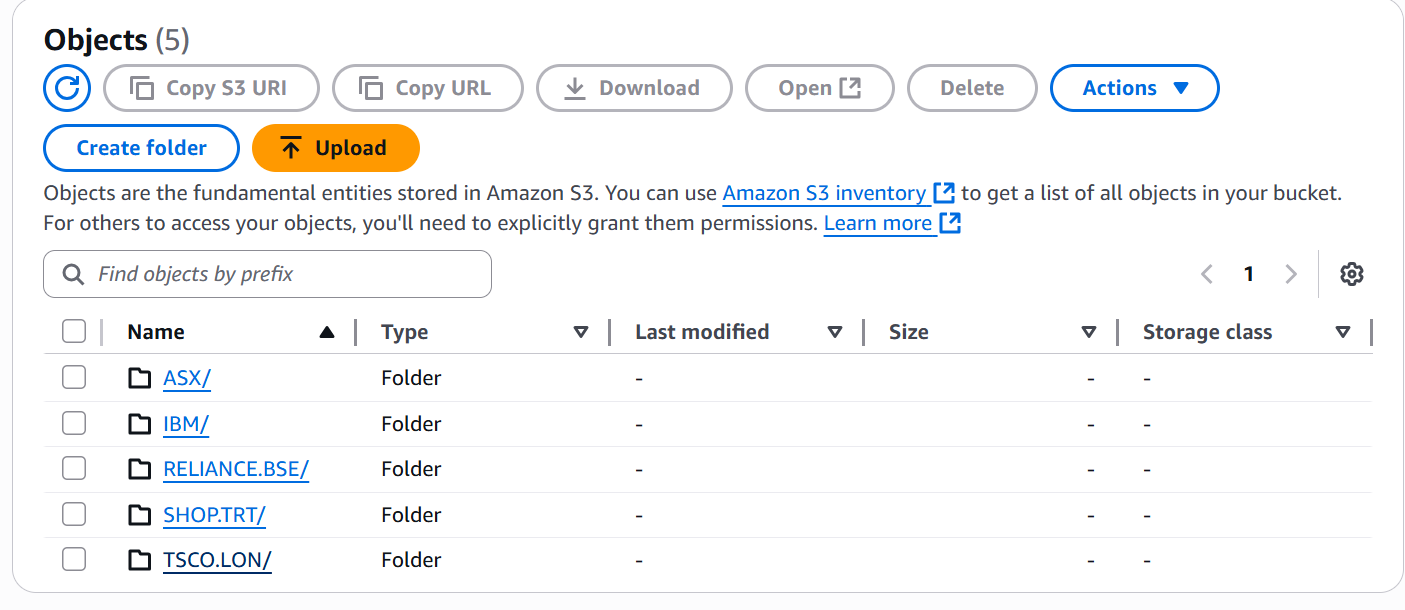 Objects (5)
Copy S3 URI Copy URL Download Open Delete Actions
Create folder Upload
Objects are the fundamental entities stored in Amazon S3. You can use Amazon S3 inventory to get a list of all objects in your bucket.
For others to access your objects, you'll need to explicitly grant them permissions. Learn more
Find objects by prefix 1
Name Type Last modified Size Storage class
ASX/ Folder - - -
IBM/ Folder - - -
RELIANCE.BSE/ Folder - - -
SHOP.TRT/ Folder - - -
TSCO.LON/ Folder - - -